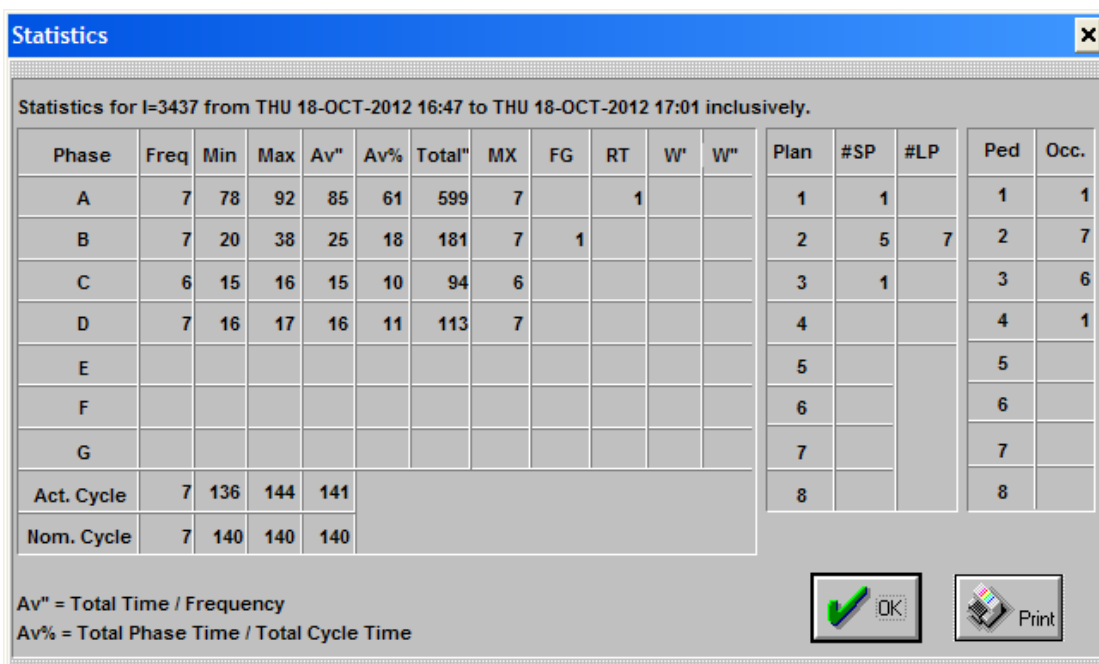 Statistics
Statistics for I=3437 from THU 18-OCT-2012 16:47 to THU 18-OCT-2012 17:01 inclusively.
Phase Freq Min Max Av" Av% Total" MX FG RT W' W" Plan #SP #LP Ped Occ.
A 7 78 92 85 61 599 7 1 1 1 1 1
B 7 20 38 25 18 181 7 1 2 5 7 2 7
C 6 15 16 15 10 94 6 3 1 3 6
D 7 16 17 16 11 113 7 4 4 1
E 5 5
F 6 6
G 7 7
Act. Cycle 7 136 144 141 8 8
Nom. Cycle 7 140 140 140
Av" = Total Time / Frequency
Av% = Total Phase Time / Total Cycle Time
OK
Print